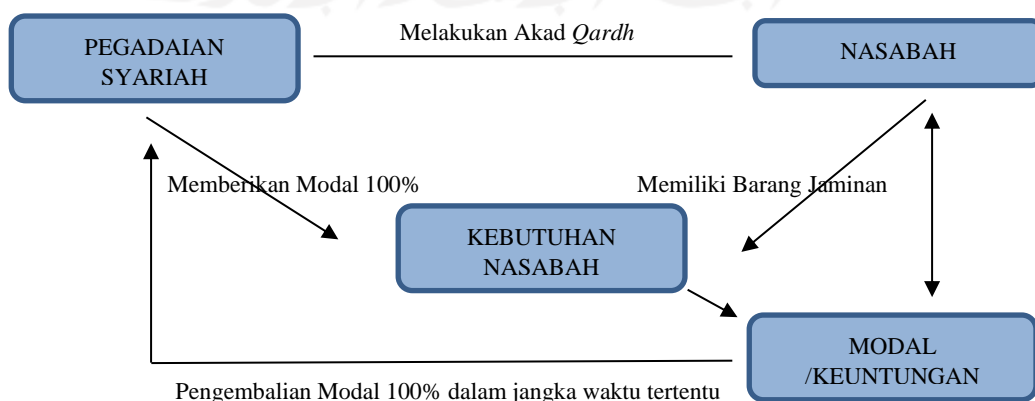 Melakukan Akad Qardh
PEGADAIAN
SYARIAH
NASABAH
Memberikan Modal 100%
Memiliki Barang Jaminan
KEBUTUHAN
NASABAH
MODAL
/KEUNTUNGAN
Pengembalian Modal 100% dalam jangka waktu tertentu